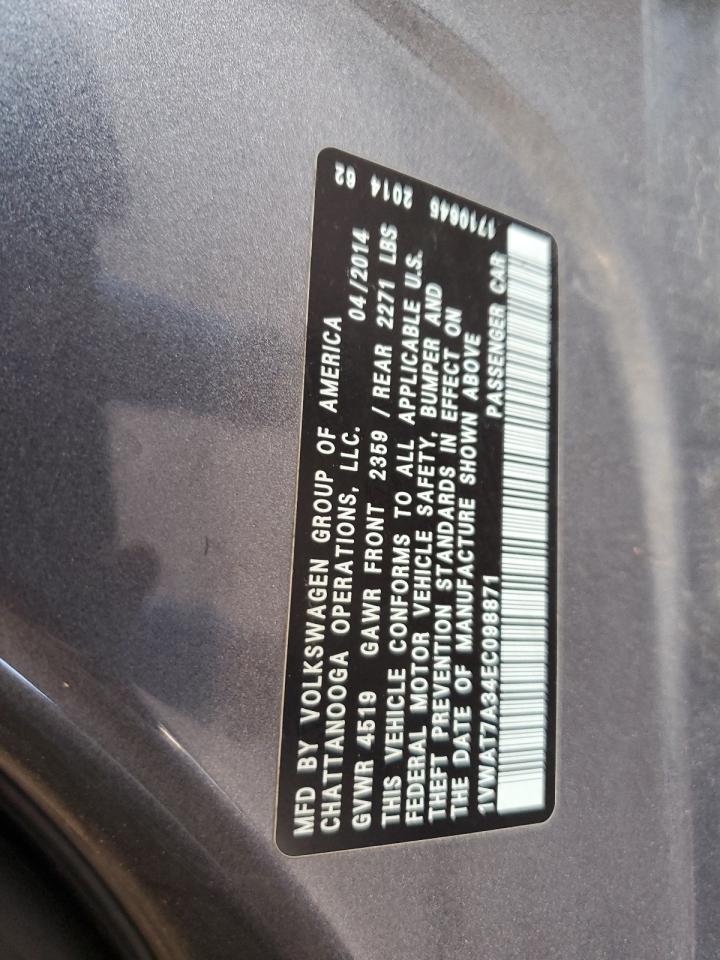 MFD BY VOLKSWAGEN GROUP OF AMERICA
CHATTANOOGA OPERATIONS, LLC. 04/2014 2014 62
GVWR 4519 GAWR FRONT 2359 / REAR 2271 LBS
THIS VEHICLE CONFORMS TO ALL APPLICABLE U.S. 1710645
FEDERAL MOTOR VEHICLE SAFETY, BUMPER AND
THEFT PREVENTION STANDARDS IN EFFECT ON
THE DATE OF MANUFACTURE SHOWN ABOVE
1VWAT7A34EC098871 PASSENGER CAR